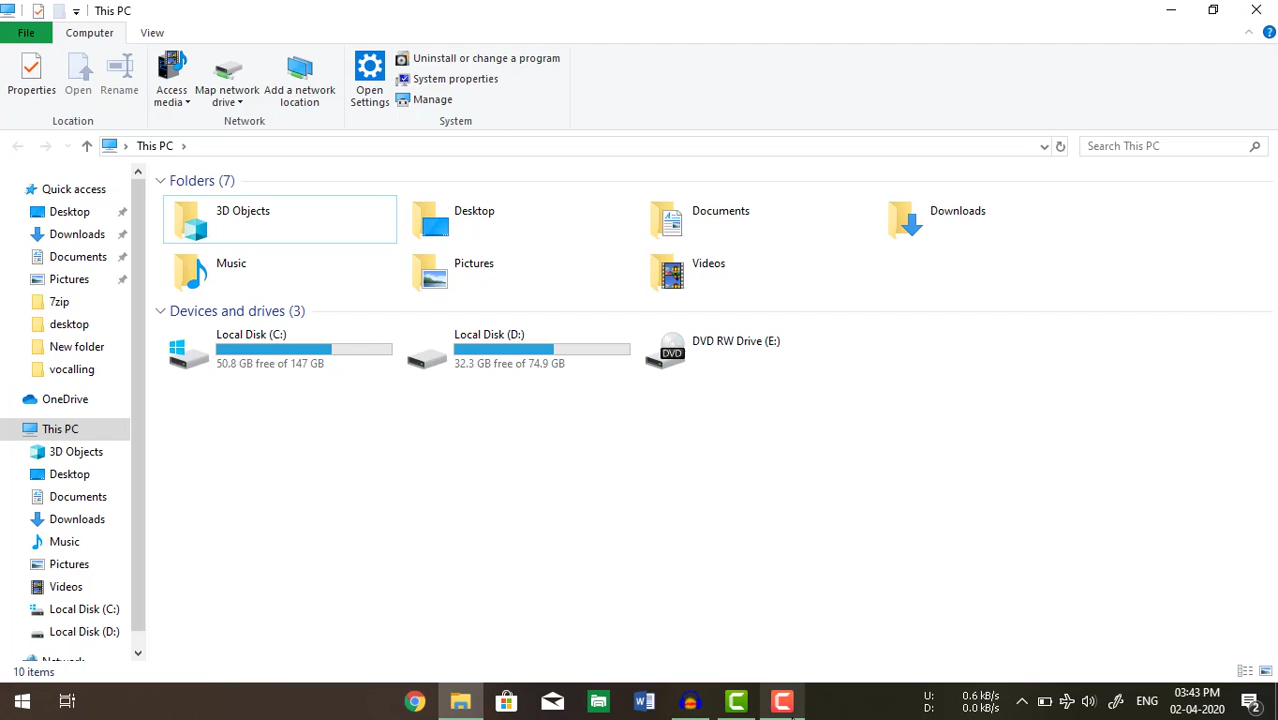 This PC
File
Computer
View
Properties
Open
Rename
Access media
Map network drive
Add a network location
Open Settings
Uninstall or change a program
System properties
Manage
Location
Network
System
This PC
Search This PC
Quick access
Desktop
Downloads
Documents
Pictures
7zip
desktop
New folder
vocalling
OneDrive
This PC
3D Objects
Desktop
Documents
Downloads
Music
Pictures
Videos
Local Disk (C:)
Local Disk (D:)
Folders (7)
3D Objects
Desktop
Documents
Downloads
Music
Pictures
Videos
Devices and drives (3)
Local Disk (C:)
50.8 GB free of 147 GB
Local Disk (D:)
32.3 GB free of 74.9 GB
DVD
DVD RW Drive (E:)
10 items
U: 0.6 kB/s
D: 0.0 kB/s
ENG
03:43 PM
02-04-2020
2